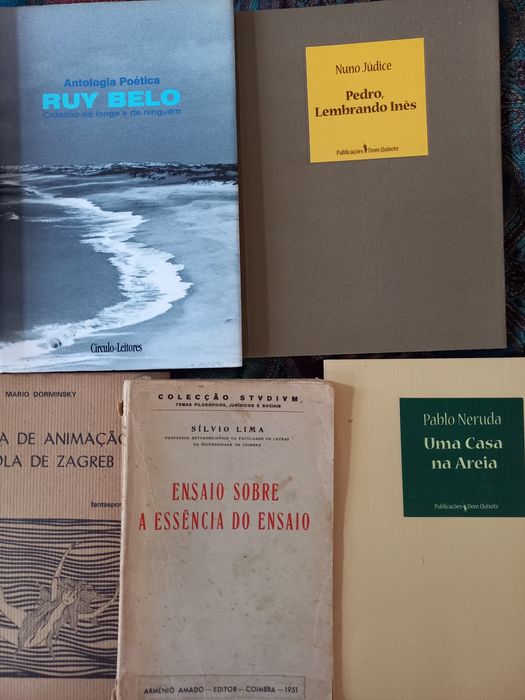 Antologia Poética
RUY BELO
Cidadão de longe e de ninguém
Círculo-Leitores
Nuno Júdice
Pedro,
Lembrando Inês
Publicações Dom Quixote
MARIO DORMINSKY
A DE ANIMAÇÃO
OLA DE ZAGREB
fantaspor
COLECÇÃO STVDIVM
TEMAS FILOSÓFICOS, JURÍDICOS E SOCIAIS
SÍLVIO LIMA
PROFESSOR EXTRAORDINÁRIO DA FACULDADE DE LETRAS
DA UNIVERSIDADE DE COIMBRA
ENSAIO SOBRE
A ESSÊNCIA DO ENSAIO
ARMÉNIO AMADO — EDITOR — COIMBRA — 1951
Pablo Neruda
Uma Casa
na Areia
Publicações Dom Quixote